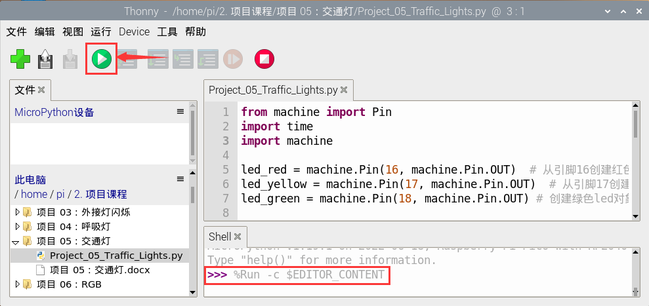 Thonny - /home/pi/2. 项目课程/项目 05：交通灯/Project_05_Traffic_Lights.py @ 3 : 1
文件 编辑 视图 运行 Device 工具 帮助
文件
MicroPython设备
此电脑
/ home / pi / 2. 项目课程
项目 03：外接灯闪烁
项目 04：呼吸灯
项目 05：交通灯
Project_05_Traffic_Lights.py
项目 05：交通灯.docx
项目 06：RGB
Project_05_Traffic_Lights.py
1 from machine import Pin
2 import time
3 import machine
4
5 led_red = machine.Pin(16, machine.Pin.OUT) # 从引脚16创建红色
6 led_yellow = machine.Pin(17, machine.Pin.OUT) # 从引脚17创建
7 led_green = machine.Pin(18, machine.Pin.OUT) # 创建绿色led对象
8
Shell
Type "help()" for more information.
>>> %Run -c $EDITOR_CONTENT